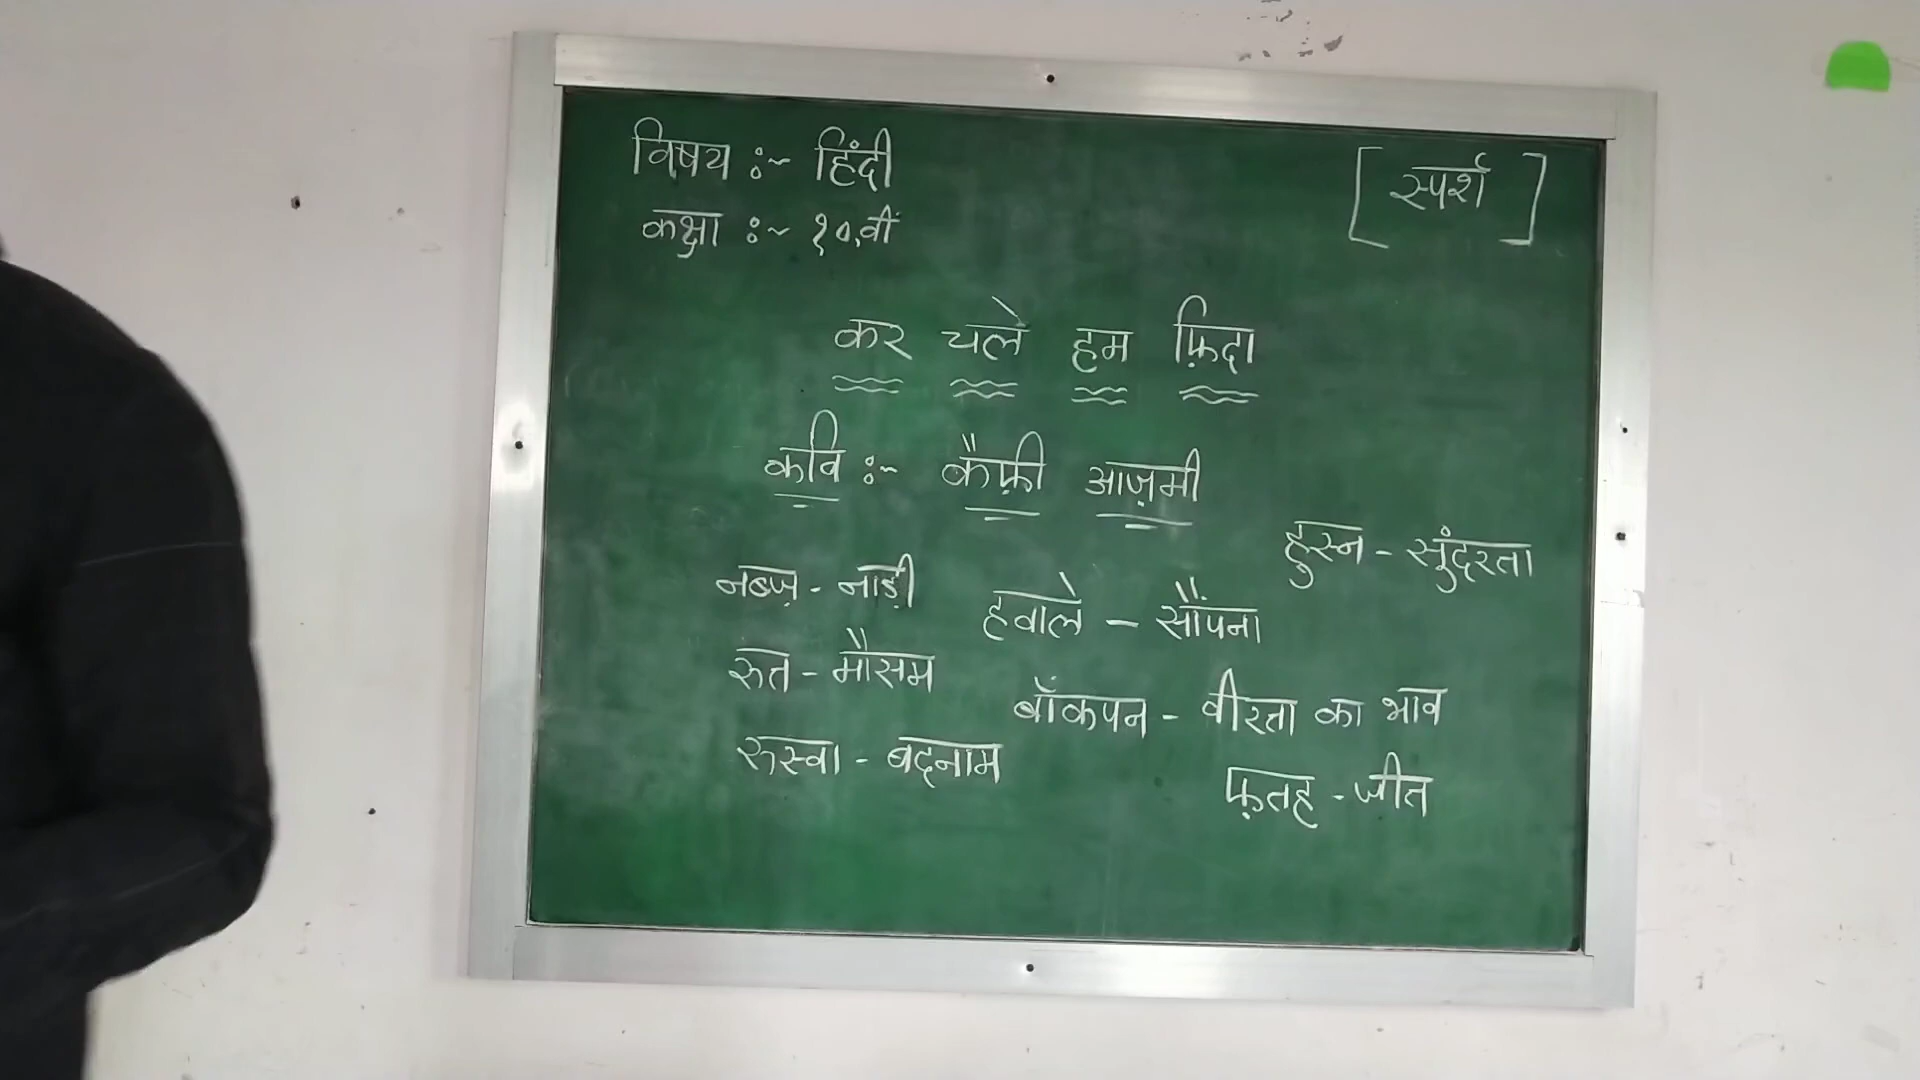 विषय :~ हिंदी
[ स्पर्श ]
कक्षा :~ १०.वीं
कर चले हम फ़िदा
कवि :~ कैफ़ी आज़मी
हुस्न - सुंदरता
नब्ज़ - नाड़ी
हवाले - सौंपना
रुत - मौसम
बाँकपन - वीरता का भाव
रुस्वा - बदनाम
फ़तह - जीत